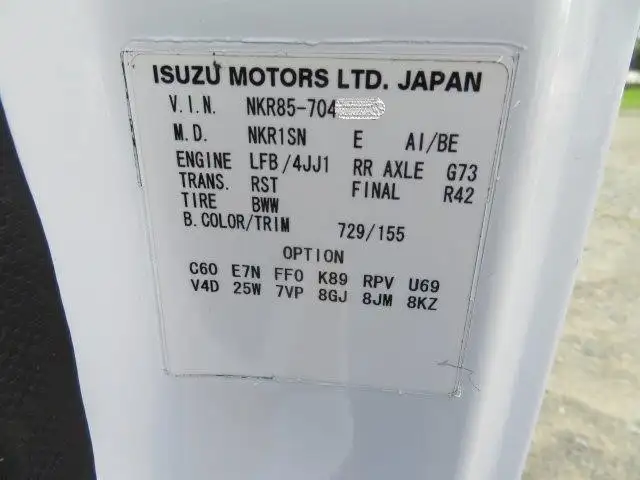 ISUZU MOTORS LTD. JAPAN
V.I.N. NKR85-704
M.D. NKR1SN E AI/BE
ENGINE LFB/4JJ1 RR AXLE G73
TRANS. RST FINAL R42
TIRE BWW
B.COLOR/TRIM 729/155
OPTION
C60 E7N FF0 K89 RPV U69
V4D 25W 7VP 8GJ 8JM 8KZ